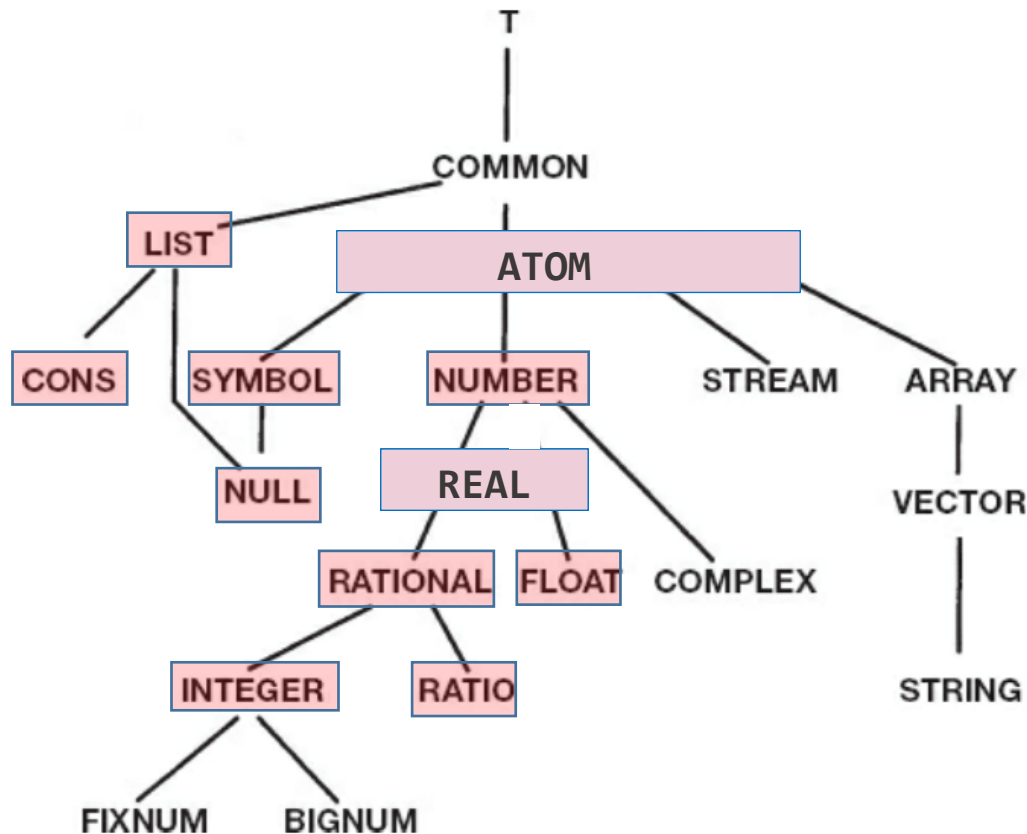 T
COMMON
LIST
ATOM
CONS SYMBOL NUMBER STREAM ARRAY
NULL REAL VECTOR
RATIONAL FLOAT COMPLEX
INTEGER RATIO STRING
FIXNUM BIGNUM